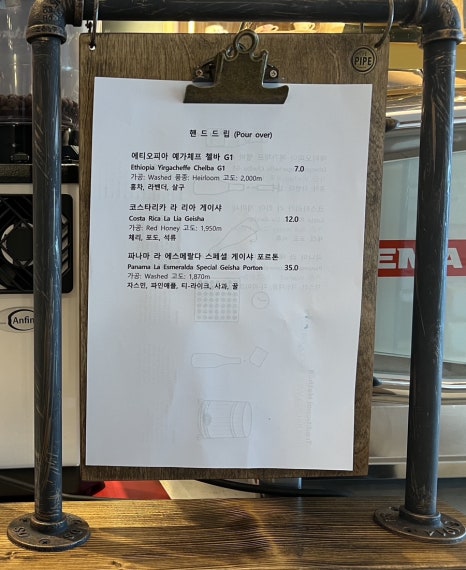 PIPE
핸드드립 (Pour over)
에티오피아 예가체프 첼바 G1
Ethiopia Yirgacheffe Chelba G1 7.0
가공: Washed 품종: Heirloom 고도: 2,000m
홍차, 라벤더, 살구
코스타리카 라 리아 게이샤
Costa Rica La Lia Geisha 12.0
가공: Red Honey 고도: 1,950m
체리, 포도, 석류
파나마 라 에스메랄다 스페셜 게이샤 포르톤
Panama La Esmeralda Special Geisha Porton 35.0
가공: Washed 고도: 1,870m
자스민, 파인애플, 티-라이크, 사과, 꿀
Anfim
EMA